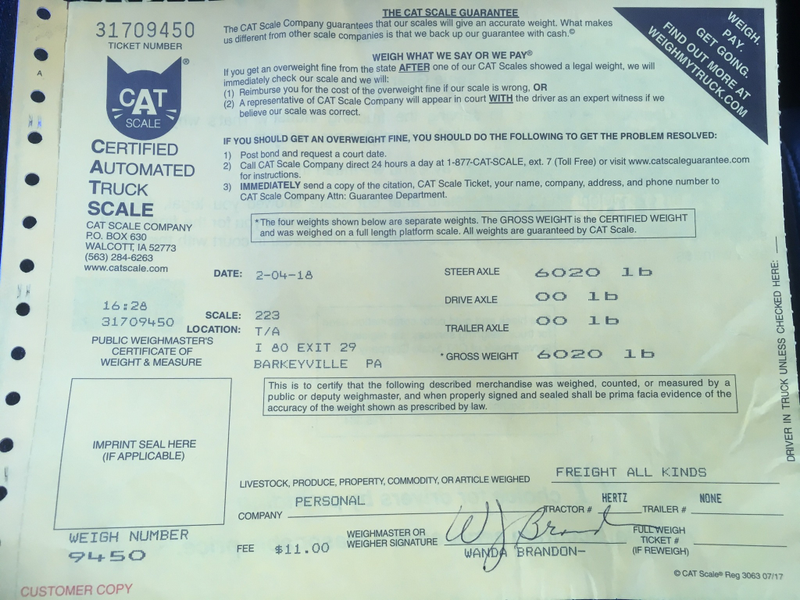 31709450
TICKET NUMBER
CAT
SCALE
®
CERTIFIED
AUTOMATED
TRUCK
SCALE
CAT SCALE COMPANY
P.O. BOX 630
WALCOTT, IA 52773
(563) 284-6263
www.catscale.com
THE CAT SCALE GUARANTEE
The CAT Scale Company guarantees that our scales will give an accurate weight. What makes
us different from other scale companies is that we back up our guarantee with cash.©
WEIGH WHAT WE SAY OR WE PAY®
If you get an overweight fine from the state AFTER one of our CAT Scales showed a legal weight, we will
immediately check our scale and we will:
(1) Reimburse you for the cost of the overweight fine if our scale is wrong, OR
(2) A representative of CAT Scale Company will appear in court WITH the driver as an expert witness if we
believe our scale was correct.
WEIGH.
PAY.
GET GOING.
FIND OUT MORE AT
WEIGHMYTRUCK.COM
IF YOU SHOULD GET AN OVERWEIGHT FINE, YOU SHOULD DO THE FOLLOWING TO GET THE PROBLEM RESOLVED:
1) Post bond and request a court date.
2) Call CAT Scale Company direct 24 hours a day at 1-877-CAT-SCALE, ext. 7 (Toll Free) or visit www.catscaleguarantee.com
for instructions.
3) IMMEDIATELY send a copy of the citation, CAT Scale Ticket, your name, company, address, and phone number to
CAT Scale Company Attn: Guarantee Department.
*The four weights shown below are separate weights. The GROSS WEIGHT is the CERTIFIED WEIGHT
and was weighed on a full length platform scale. All weights are guaranteed by CAT Scale.
DATE: 2-04-18
STEER AXLE 6020 lb
DRIVE AXLE 00 lb
TRAILER AXLE 00 lb
* GROSS WEIGHT 6020 lb
16:28
31709450
PUBLIC WEIGHMASTER'S
CERTIFICATE OF
WEIGHT & MEASURE
SCALE: 223
LOCATION: T/A
I 80 EXIT 29
BARKEYVILLE PA
This is to certify that the following described merchandise was weighed, counted, or measured by a
public or deputy weighmaster, and when properly signed and sealed shall be prima facia evidence of the
accuracy of the weight shown as prescribed by law.
DRIVER IN TRUCK UNLESS CHECKED HERE:
IMPRINT SEAL HERE
(IF APPLICABLE)
LIVESTOCK, PRODUCE, PROPERTY, COMMODITY, OR ARTICLE WEIGHED FREIGHT ALL KINDS
COMPANY PERSONAL TRACTOR # HERTZ TRAILER # NONE
WEIGH NUMBER
9450
FEE $11.00
WEIGHMASTER OR
WEIGHER SIGNATURE
WANDA BRANDON-
FULL WEIGH
TICKET #
(IF REWEIGH)
© CAT Scale® Reg 3063 07/17
CUSTOMER COPY